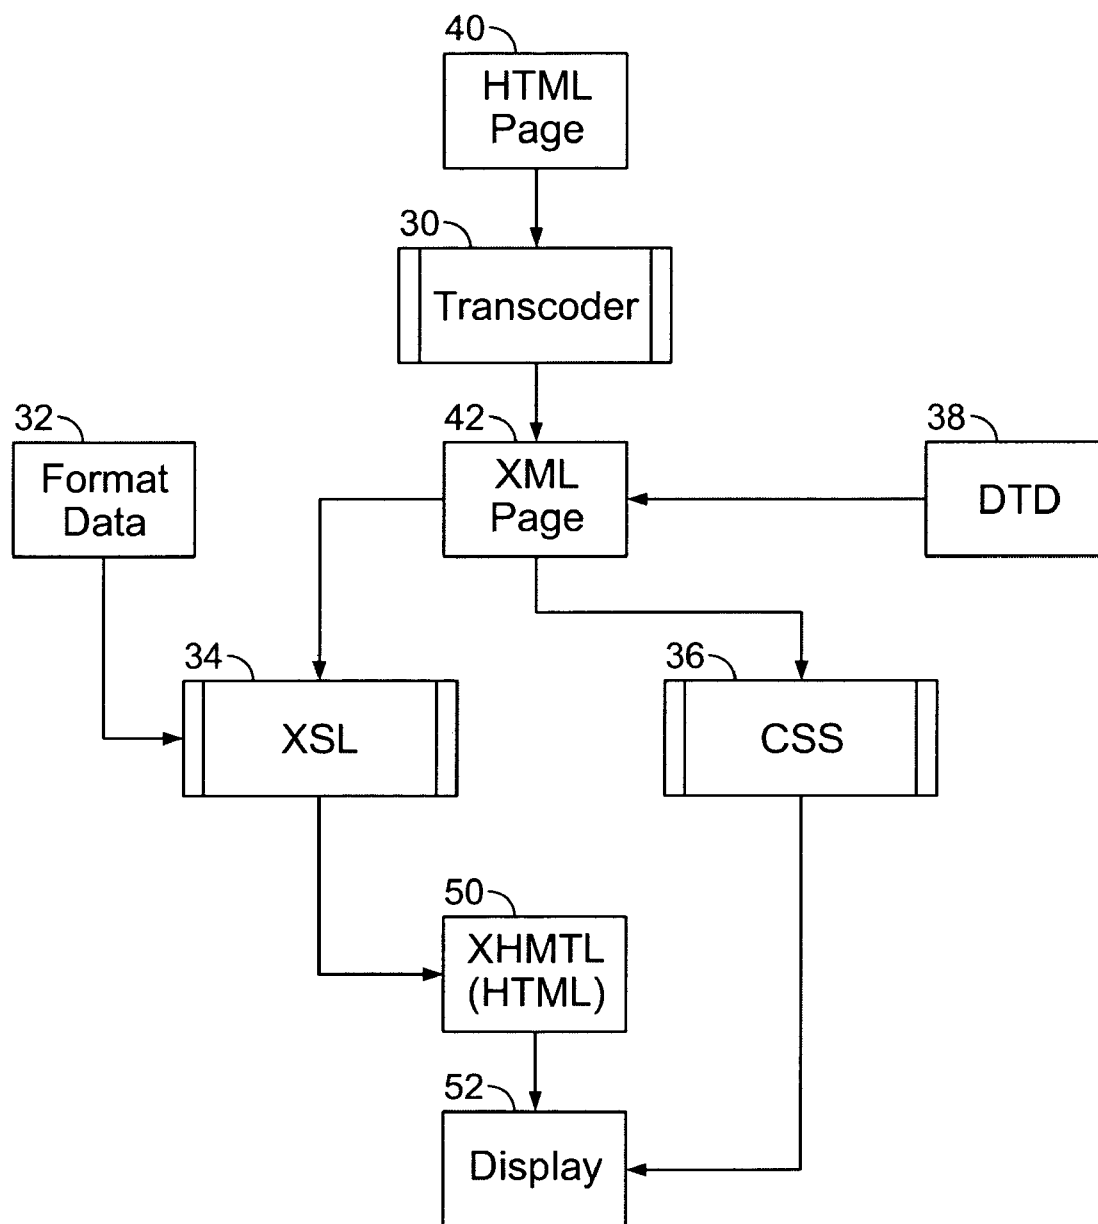 40
HTML
Page
30
Transcoder
32
Format
Data
42
XML
Page
38
DTD
34
XSL
36
CSS
50
XHMTL
(HTML)
52
Display